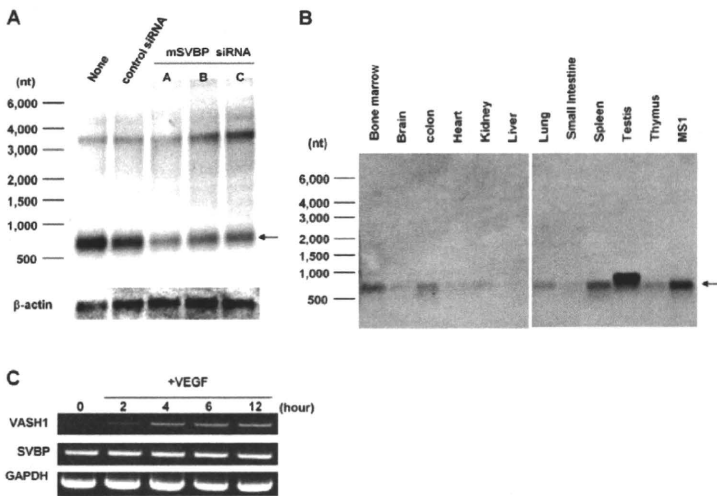 A
None
control siRNA
mSVBP siRNA
(nt)
A B C
6,000
4,000
3,000
2,000
1,500
1,000
500
β-actin
B
Bone marrow
Brain
colon
Heart
Kidney
Liver
Lung
Small Intestine
Spleen
Testis
Thymus
MS1
(nt)
6,000
4,000
3,000
2,000
1,500
1,000
500
C
+VEGF
0 2 4 6 12 (hour)
VASH1
SVBP
GAPDH